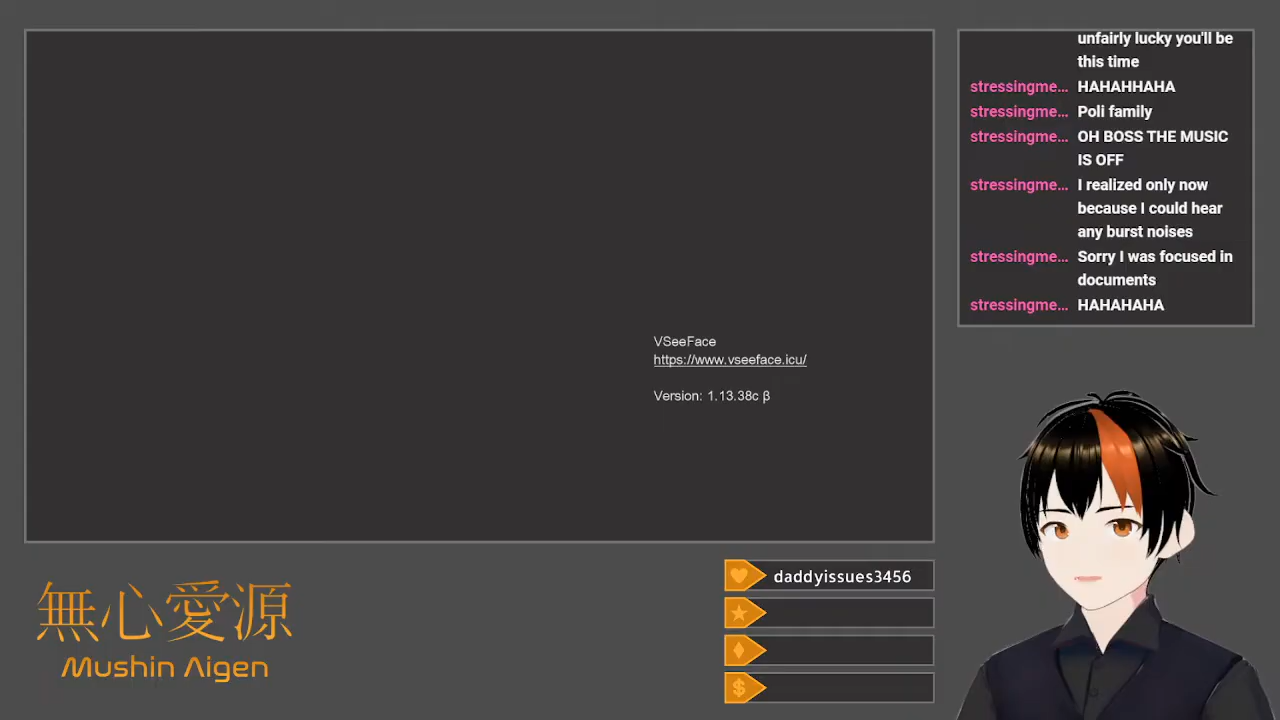 unfairly lucky you'll be
this time
stressingme... HAHAHHAHA
stressingme... Poli family
stressingme... OH BOSS THE MUSIC
IS OFF
stressingme... I realized only now
because I could hear
any burst noises
stressingme... Sorry I was focused in
documents
stressingme... HAHAHAHA
VSeeFace
https://www.vseeface.icu/
Version: 1.13.38c β
daddyissues3456
無心愛源
Mushin Aigen
$